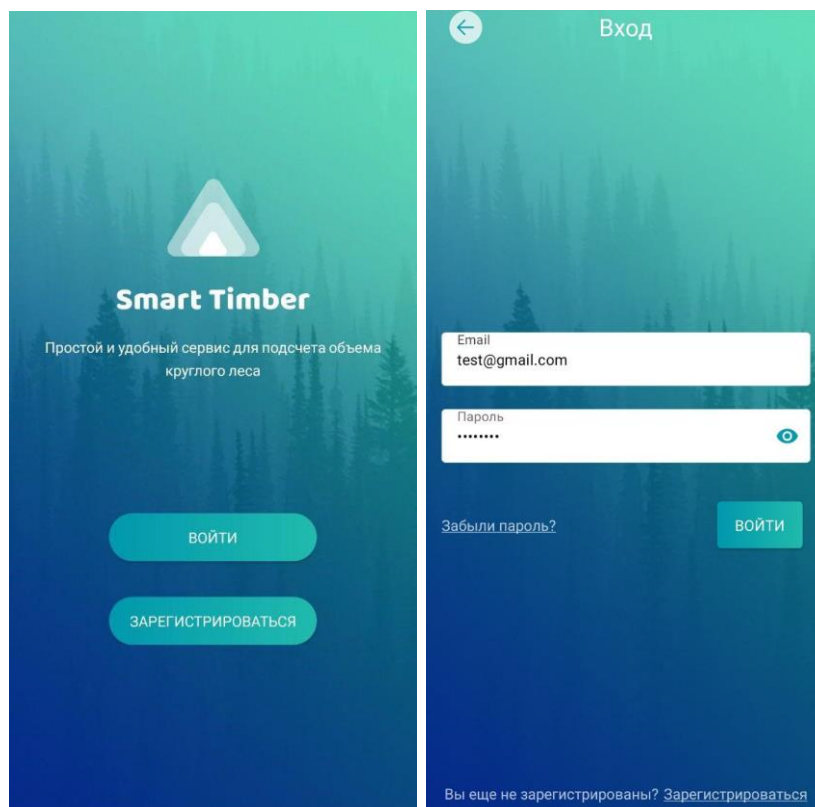 Smart Timber
Простой и удобный сервис для подсчета объема
круглого леса
ВОЙТИ
ЗАРЕГИСТРИРОВАТЬСЯ
Вход
Email
test@gmail.com
Пароль
••••••••
Забыли пароль?
ВОЙТИ
Вы еще не зарегистрированы? Зарегистрироваться